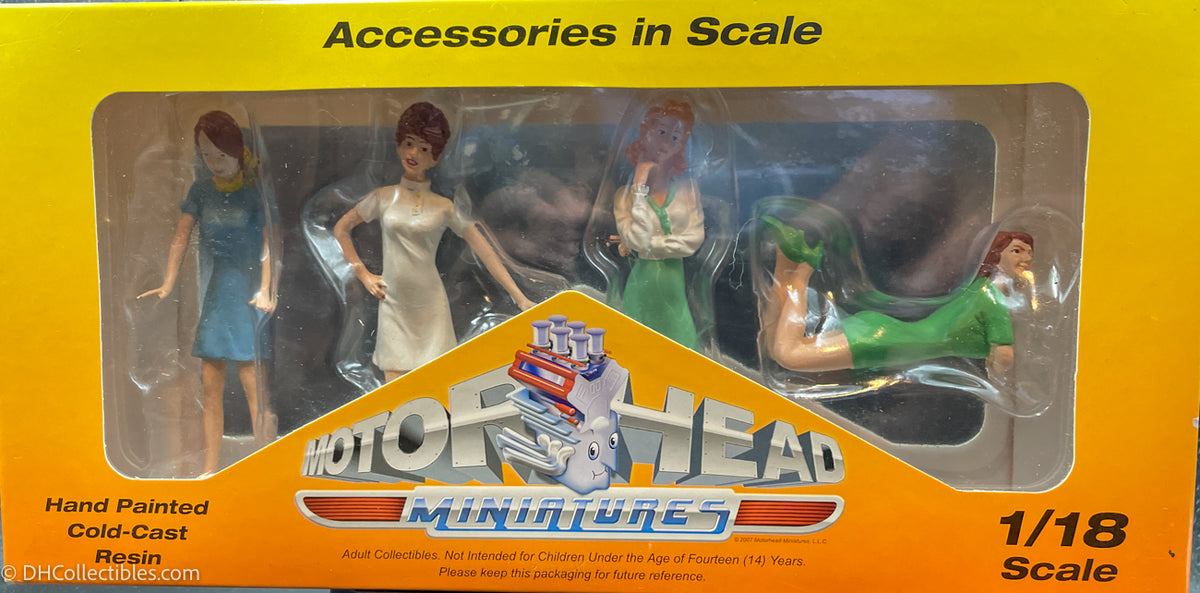 Accessories in Scale
MOTORHEAD
MINIATURES
© 2007 Motorhead Miniatures, L.L.C.
Hand Painted
Cold-Cast
Resin
1/18
Scale
Adult Collectibles. Not Intended for Children Under the Age of Fourteen (14) Years.
Please keep this packaging for future reference.
© DHCollectibles.com